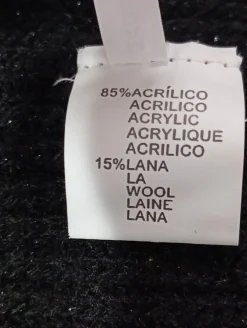 85%ACRÍLICO
ACRILICO
ACRYLIC
ACRYLIQUE
ACRILICO
15%LANA
LA
WOOL
LAINE
LANA